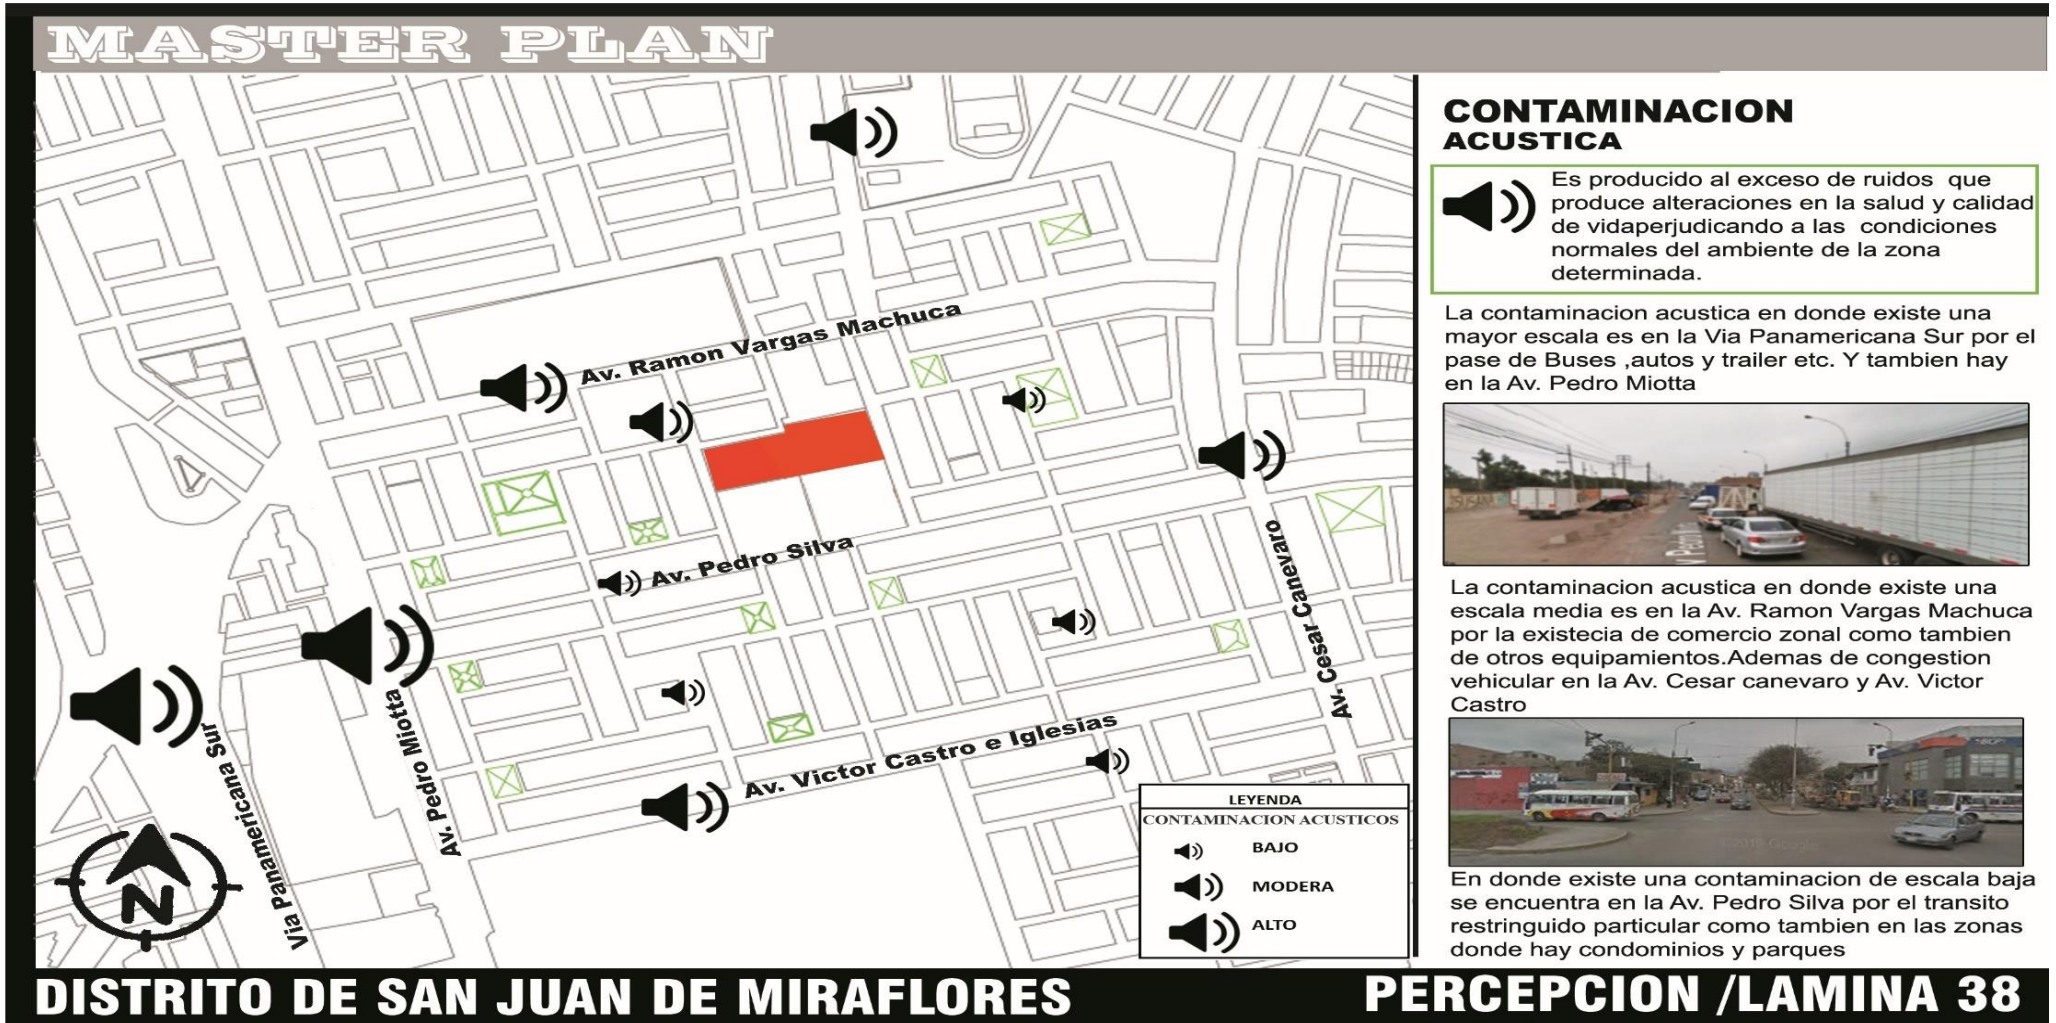 MASTER PLAN
CONTAMINACION
ACUSTICA
Es producido al exceso de ruidos que
produce alteraciones en la salud y calidad
de vidaperjudicando a las condiciones
normales del ambiente de la zona
determinada.
La contaminacion acustica en donde existe una
mayor escala es en la Via Panamericana Sur por el
pase de Buses ,autos y trailer etc. Y tambien hay
en la Av. Pedro Miotta
La contaminacion acustica en donde existe una
escala media es en la Av. Ramon Vargas Machuca
por la existecia de comercio zonal como tambien
de otros equipamientos.Ademas de congestion
vehicular en la Av. Cesar canevaro y Av. Victor
Castro
En donde existe una contaminacion de escala baja
se encuentra en la Av. Pedro Silva por el transito
restringuido particular como tambien en las zonas
donde hay condominios y parques
Av. Ramon Vargas Machuca
Av. Pedro Silva
Av. Cesar Canevaro
Av. Victor Castro e Iglesias
Av. Pedro Miotta
Via Panamericana Sur
N
LEYENDA
CONTAMINACION ACUSTICOS
BAJO
MODERA
ALTO
DISTRITO DE SAN JUAN DE MIRAFLORES
PERCEPCION /LAMINA 38